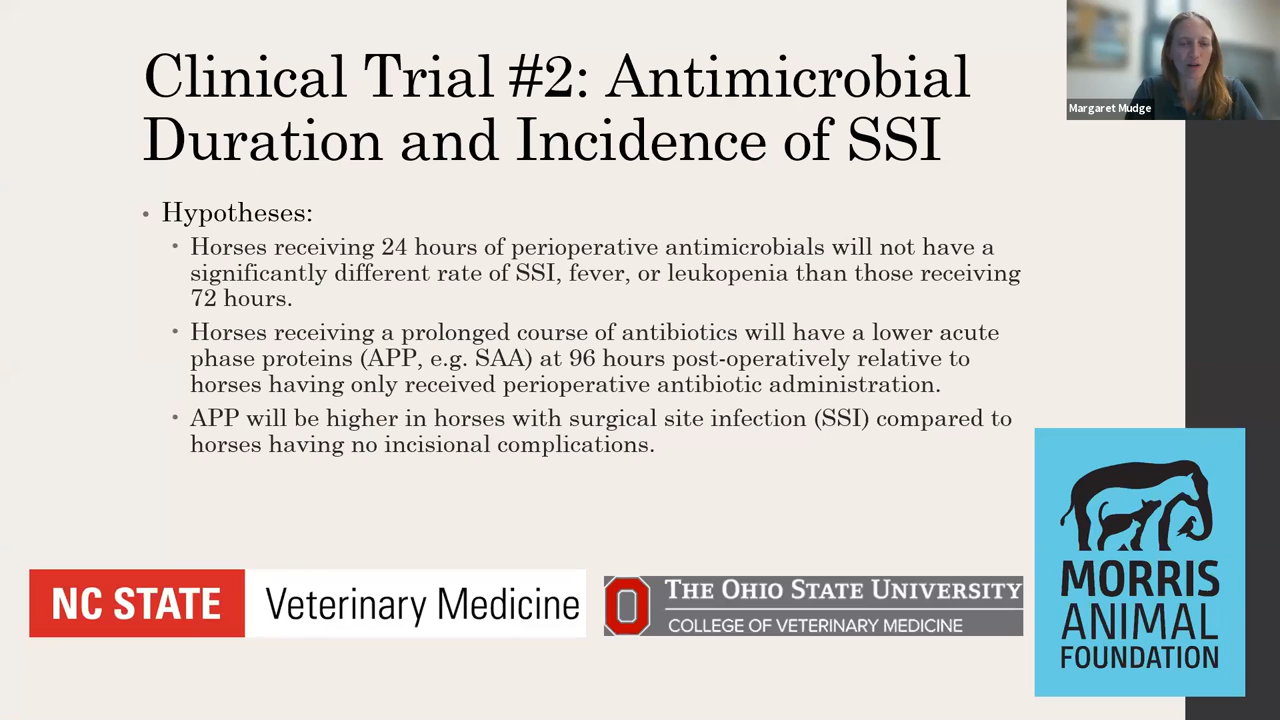 Clinical Trial #2: Antimicrobial
Duration and Incidence of SSI
Margaret Mudge
• Hypotheses:
• Horses receiving 24 hours of perioperative antimicrobials will not have a
significantly different rate of SSI, fever, or leukopenia than those receiving
72 hours.
• Horses receiving a prolonged course of antibiotics will have a lower acute
phase proteins (APP, e.g. SAA) at 96 hours post-operatively relative to
horses having only received perioperative antibiotic administration.
• APP will be higher in horses with surgical site infection (SSI) compared to
horses having no incisional complications.
NC STATE Veterinary Medicine
THE OHIO STATE UNIVERSITY
COLLEGE OF VETERINARY MEDICINE
MORRIS
ANIMAL
FOUNDATION